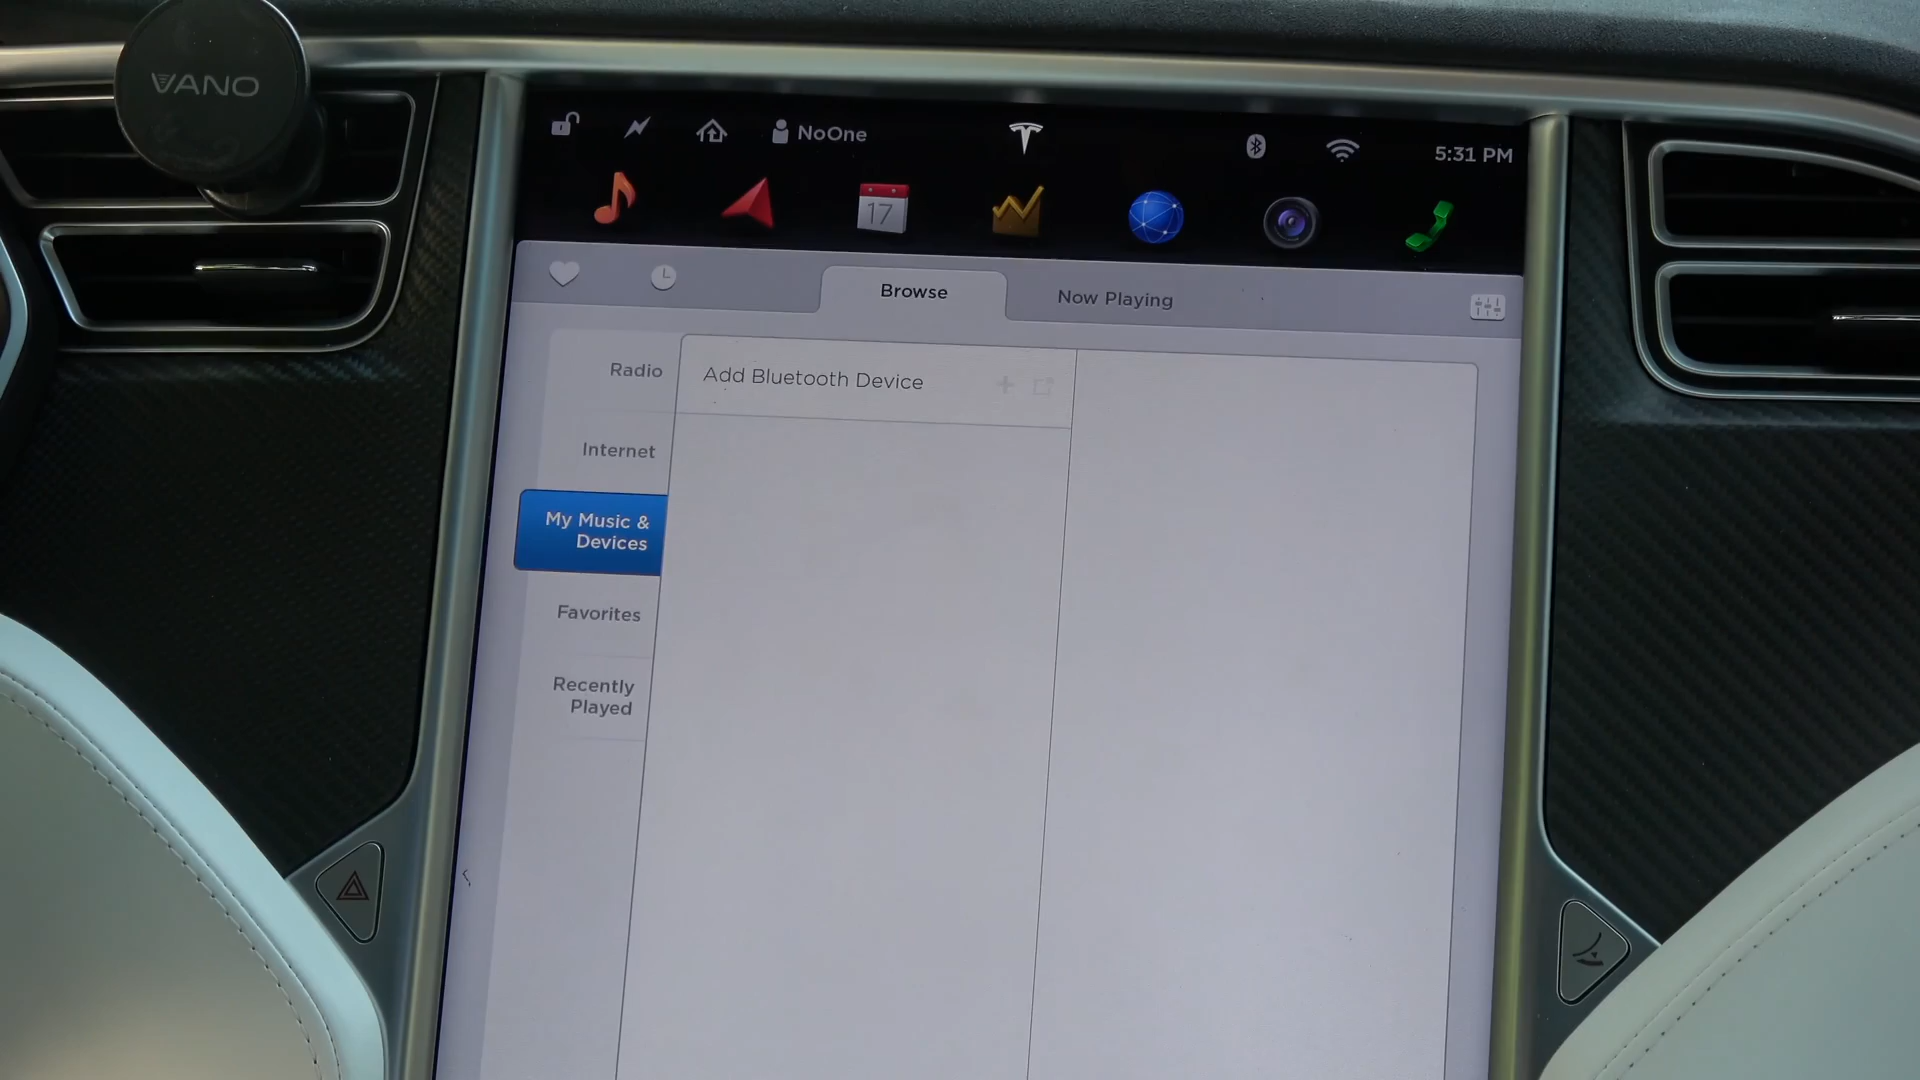 VANO
NoOne
5:31 PM
17
Browse
Now Playing
Radio
Add Bluetooth Device
Internet
My Music &
Devices
Favorites
Recently
Played